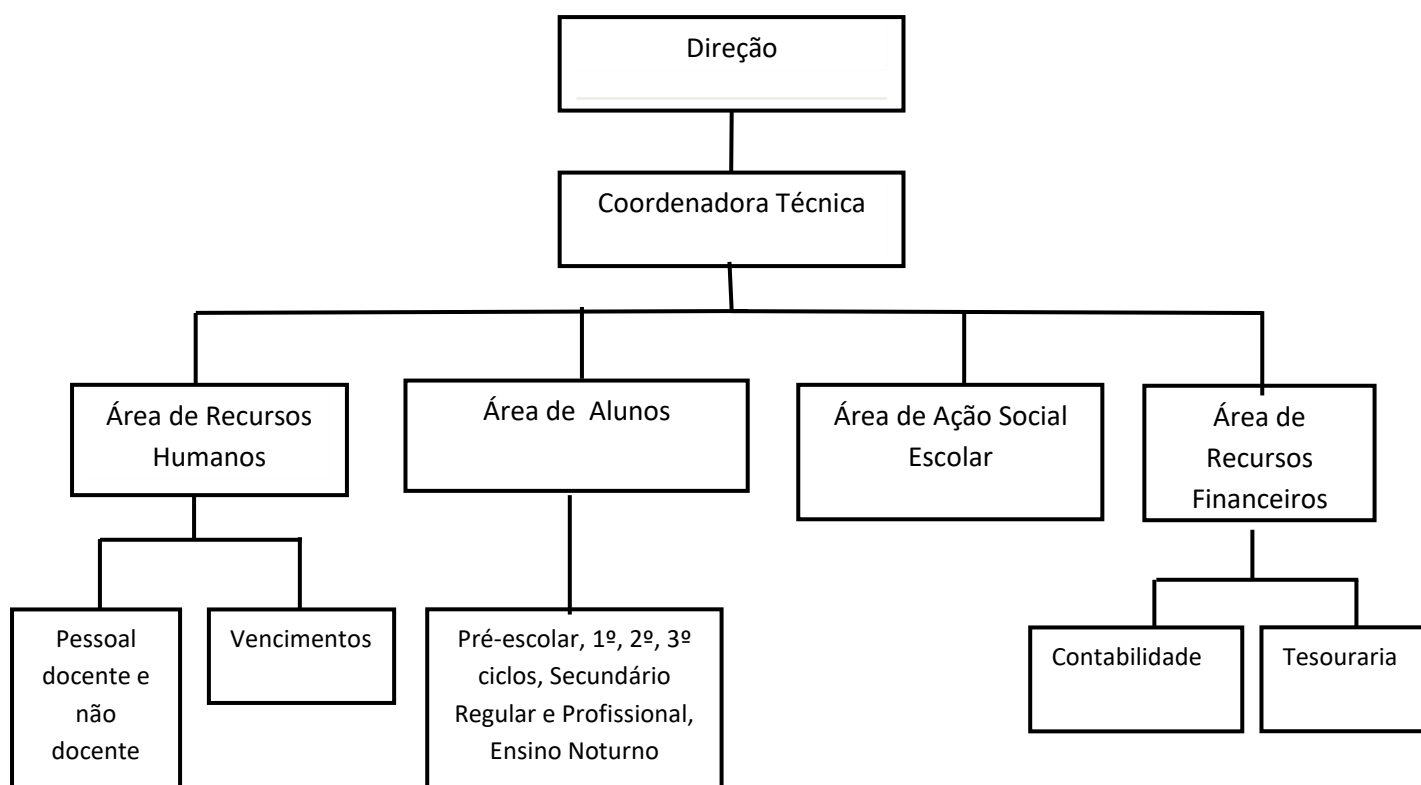 Direção
Coordenadora Técnica
Área de Recursos
Humanos
Área de Alunos
Área de Ação Social
Escolar
Área de
Recursos
Financeiros
Pessoal
docente e
não
docente
Vencimentos
Pré-escolar, 1º, 2º, 3º
ciclos, Secundário
Regular e Profissional,
Ensino Noturno
Contabilidade
Tesouraria